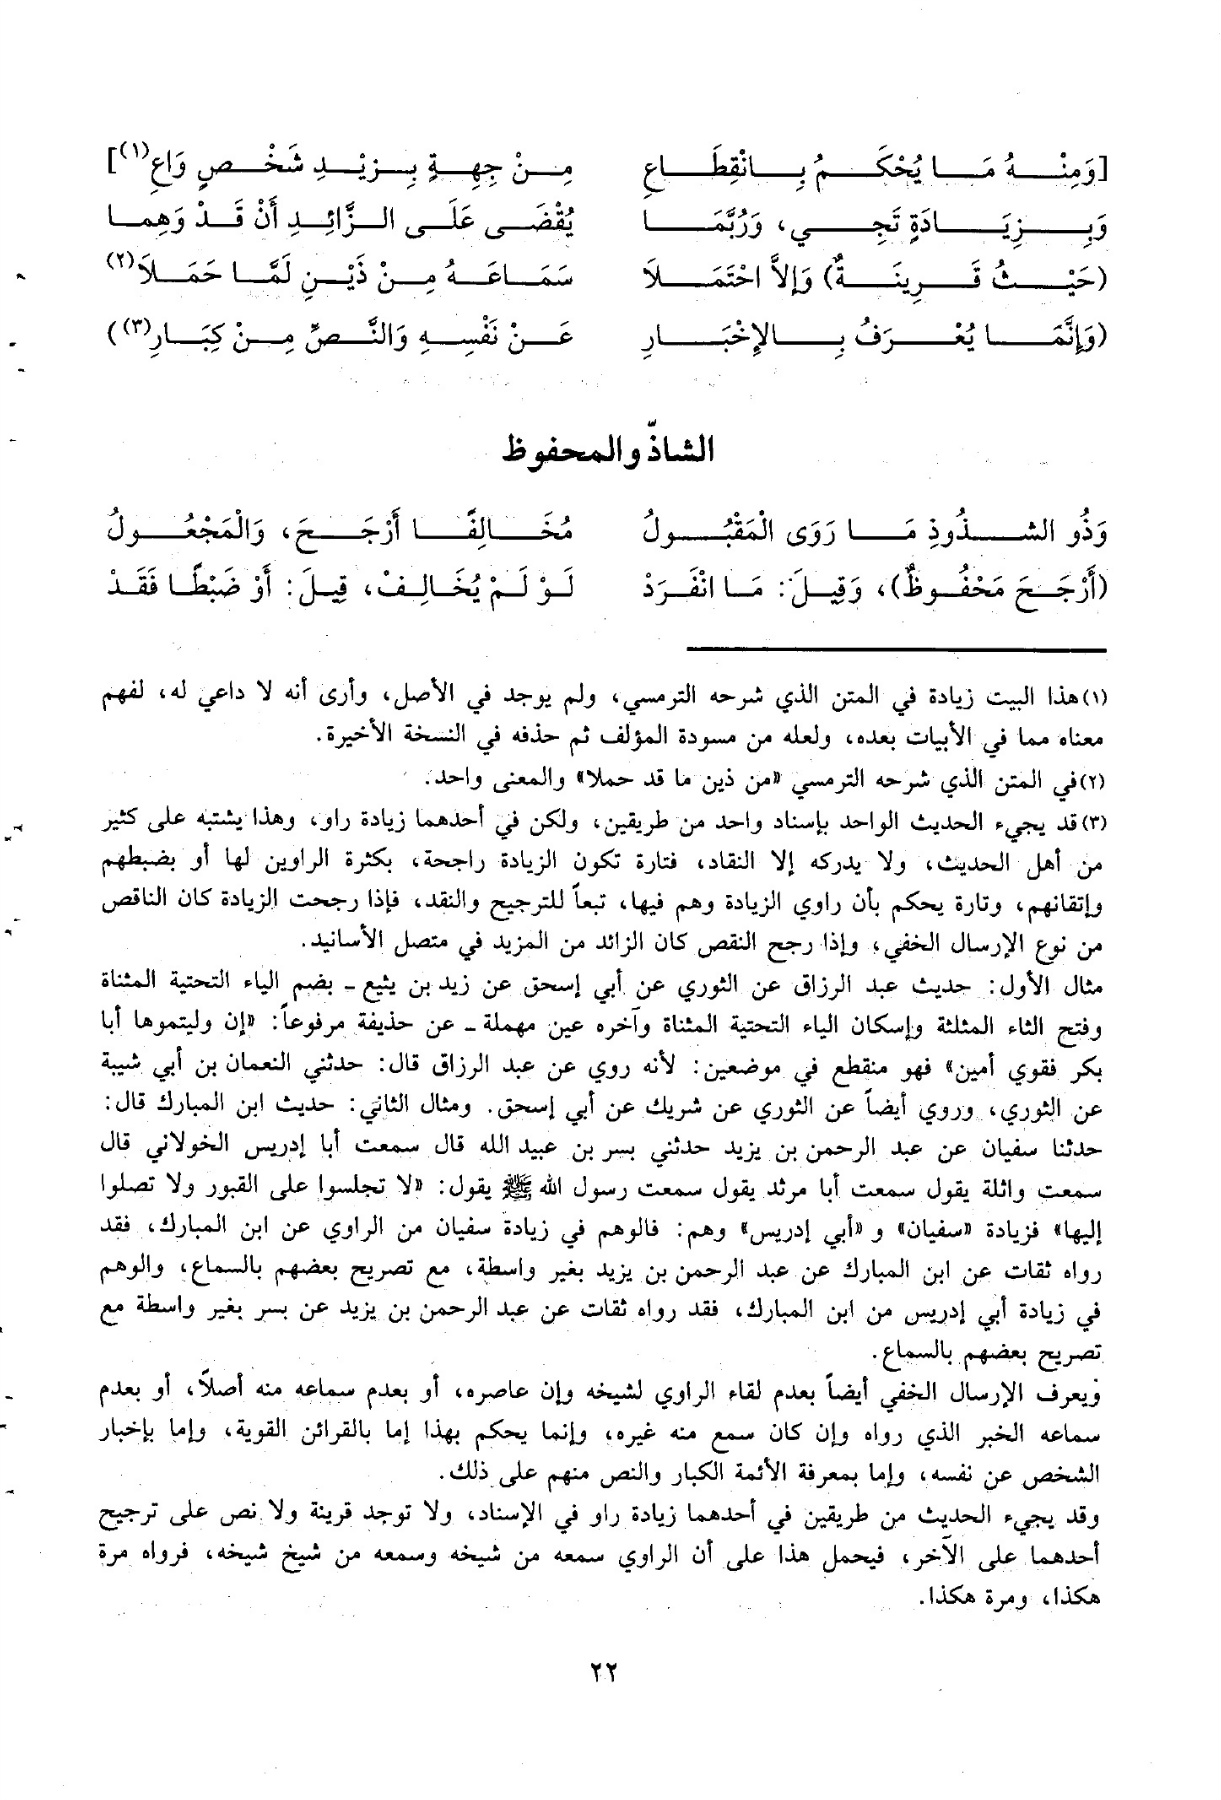 [وَمِنْهُ مَا يُحْكَمُ بِانْقِطَاعِ مِنْ جِهَةٍ بِزَيْدِ شَخْصٍ وَاعِ(١)]
وَبِزِيَادَةٍ تَجِي، وَرُبَّمَا يُقْضَى عَلَى الزَّائِدِ أَنْ قَدْ وَهِما
(حَيْثُ قَرِينَةٌ) وَإِلاَّ احْتَمَلاَ سَمَاعَهُ مِنْ ذَيْنِ لَمَّا حَمَلاَ(٢)
(وَإِنَّمَا يُعْرَفُ بِالإِخْبَارِ عَنْ نَفْسِهِ وَالنَّصِّ مِنْ كِبَارِ(٣))
الشاذّ والمحفوظ
وَذُو الشذُوذِ مَا رَوَى الْمَقْبُولُ مُخَالِفًا أَرْجَحَ، وَالْمَجْعُولُ
(أَرْجَحَ مَحْفُوظٌ)، وَقِيلَ: مَا انْفَرَدْ لَوْ لَمْ يُخَالِفْ، قِيلَ: أَوْ ضَبْطًا فَقَدْ
(١) هذا البيت زيادة في المتن الذي شرحه الترمسي، ولم يوجد في الأصل، وأرى أنه لا داعي له، لفهم
معناه مما في الأبيات بعده، ولعله من مسودة المؤلف ثم حذفه في النسخة الأخيرة.
(٢) في المتن الذي شرحه الترمسي «من ذين ما قد حملا» والمعنى واحد.
(٣) قد يجيء الحديث الواحد بإسناد واحد من طريقين، ولكن في أحدهما زيادة راو، وهذا يشتبه على كثير
من أهل الحديث، ولا يدركه إلا النقاد، فتارة تكون الزيادة راجحة، بكثرة الراوين لها أو بضبطهم
وإتقانهم، وتارة يحكم بأن راوي الزيادة وهم فيها، تبعاً للترجيح والنقد، فإذا رجحت الزيادة كان الناقص
من نوع الإرسال الخفي، وإذا رجح النقص كان الزائد من المزيد في متصل الأسانيد.
مثال الأول: حديث عبد الرزاق عن الثوري عن أبي إسحق عن زيد بن يثيع ـ بضم الياء التحتية المثناة
وفتح الثاء المثلثة وإسكان الياء التحتية المثناة وآخره عين مهملة ـ عن حذيفة مرفوعاً: «إن وليتموها أبا
بكر فقوي أمين» فهو منقطع في موضعين: لأنه روي عن عبد الرزاق قال: حدثني النعمان بن أبي شيبة
عن الثوري، وروي أيضاً عن الثوري عن شريك عن أبي إسحق. ومثال الثاني: حديث ابن المبارك قال:
حدثنا سفيان عن عبد الرحمن بن يزيد حدثني بسر بن عبيد الله قال سمعت أبا إدريس الخولاني قال
سمعت واثلة يقول سمعت أبا مرثد يقول سمعت رسول الله ﷺ يقول: «لا تجلسوا على القبور ولا تصلوا
إليها» فزيادة «سفيان» و «أبي إدريس» وهم: فالوهم في زيادة سفيان من الراوي عن ابن المبارك، فقد
رواه ثقات عن ابن المبارك عن عبد الرحمن بن يزيد بغير واسطة، مع تصريح بعضهم بالسماع، والوهم
في زيادة أبي إدريس من ابن المبارك، فقد رواه ثقات عن عبد الرحمن بن يزيد عن بسر بغير واسطة مع
تصريح بعضهم بالسماع.
ويعرف الإرسال الخفي أيضاً بعدم لقاء الراوي لشيخه وإن عاصره، أو بعدم سماعه منه أصلاً، أو بعدم
سماعه الخبر الذي رواه وإن كان سمع منه غيره، وإنما يحكم بهذا إما بالقرائن القوية، وإما بإخبار
الشخص عن نفسه، وإما بمعرفة الأئمة الكبار والنص منهم على ذلك.
وقد يجيء الحديث من طريقين في أحدهما زيادة راو في الإسناد، ولا توجد قرينة ولا نص على ترجيح
أحدهما على الآخر، فيحمل هذا على أن الراوي سمعه من شيخه وسمعه من شيخ شيخه، فرواه مرة
هكذا، ومرة هكذا.
٢٢